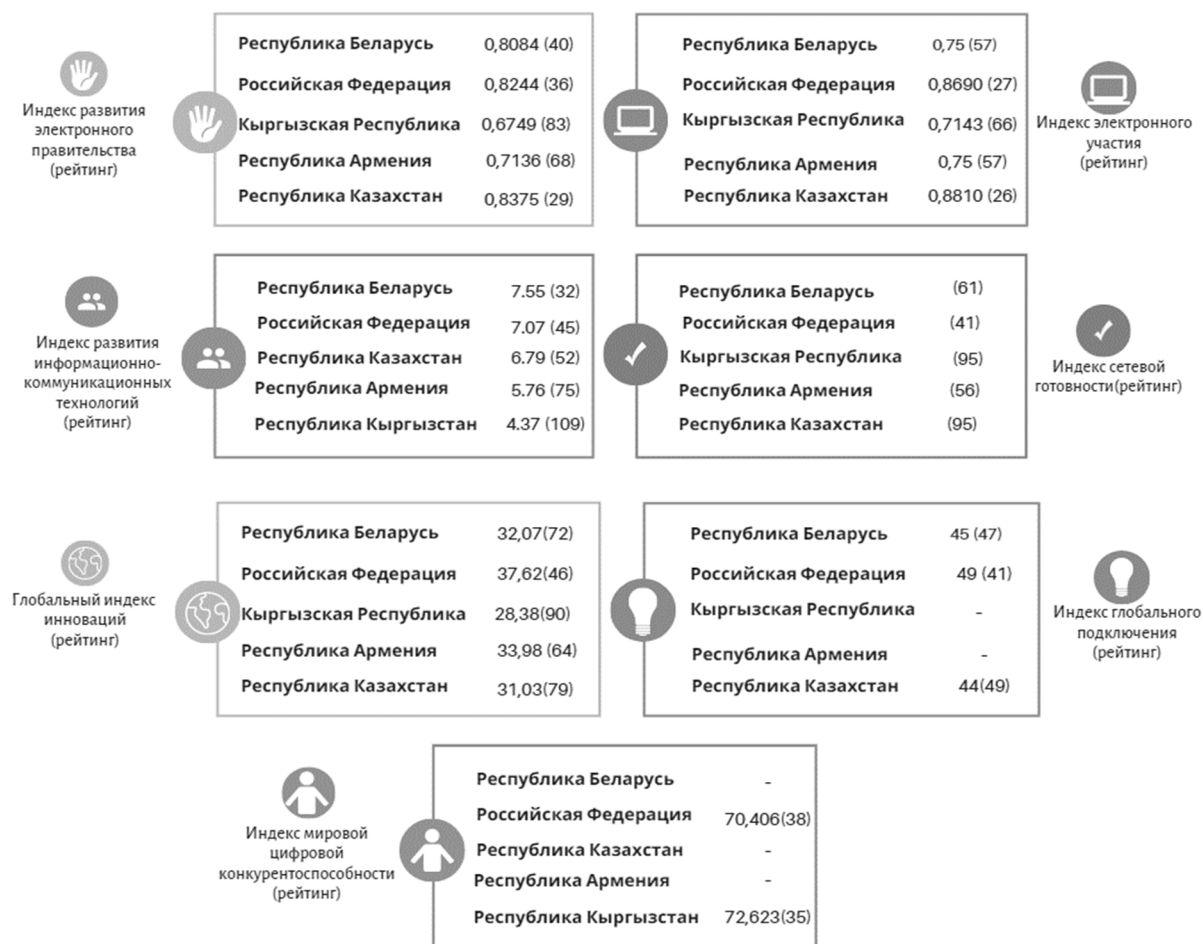 Индекс развития
электронного
правительства
(рейтинг)
Республика Беларусь 0,8084 (40)
Российская Федерация 0,8244 (36)
Кыргызская Республика 0,6749 (83)
Республика Армения 0,7136 (68)
Республика Казахстан 0,8375 (29)
Республика Беларусь 0,75 (57)
Российская Федерация 0,8690 (27)
Кыргызская Республика 0,7143 (66)
Республика Армения 0,75 (57)
Республика Казахстан 0,8810 (26)
Индекс электронного
участия
(рейтинг)
Индекс развития
информационно-
коммуникационных
технологий
(рейтинг)
Республика Беларусь 7.55 (32)
Российская Федерация 7.07 (45)
Республика Казахстан 6.79 (52)
Республика Армения 5.76 (75)
Республика Кыргызстан 4.37 (109)
Республика Беларусь (61)
Российская Федерация (41)
Кыргызская Республика (95)
Республика Армения (56)
Республика Казахстан (95)
Индекс сетевой
готовности(рейтинг)
Глобальный индекс
инноваций
(рейтинг)
Республика Беларусь 32,07(72)
Российская Федерация 37,62(46)
Кыргызская Республика 28,38(90)
Республика Армения 33,98 (64)
Республика Казахстан 31,03(79)
Республика Беларусь 45 (47)
Российская Федерация 49 (41)
Кыргызская Республика -
Республика Армения -
Республика Казахстан 44(49)
Индекс глобального
подключения
(рейтинг)
Индекс мировой
цифровой
конкурентоспособности
(рейтинг)
Республика Беларусь -
Российская Федерация 70,406(38)
Республика Казахстан -
Республика Армения -
Республика Кыргызстан 72,623(35)